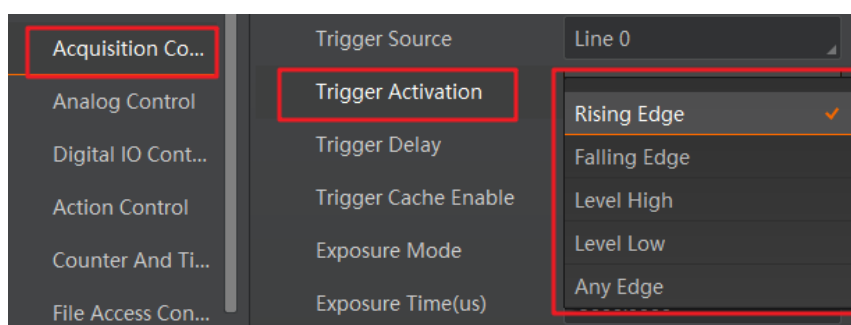 Acquisition Co...
Analog Control
Digital IO Cont...
Action Control
Counter And Ti...
File Access Con...
Trigger Source
Line 0
Trigger Activation
Trigger Delay
Trigger Cache Enable
Exposure Mode
Exposure Time(us)
Rising Edge
Falling Edge
Level High
Level Low
Any Edge